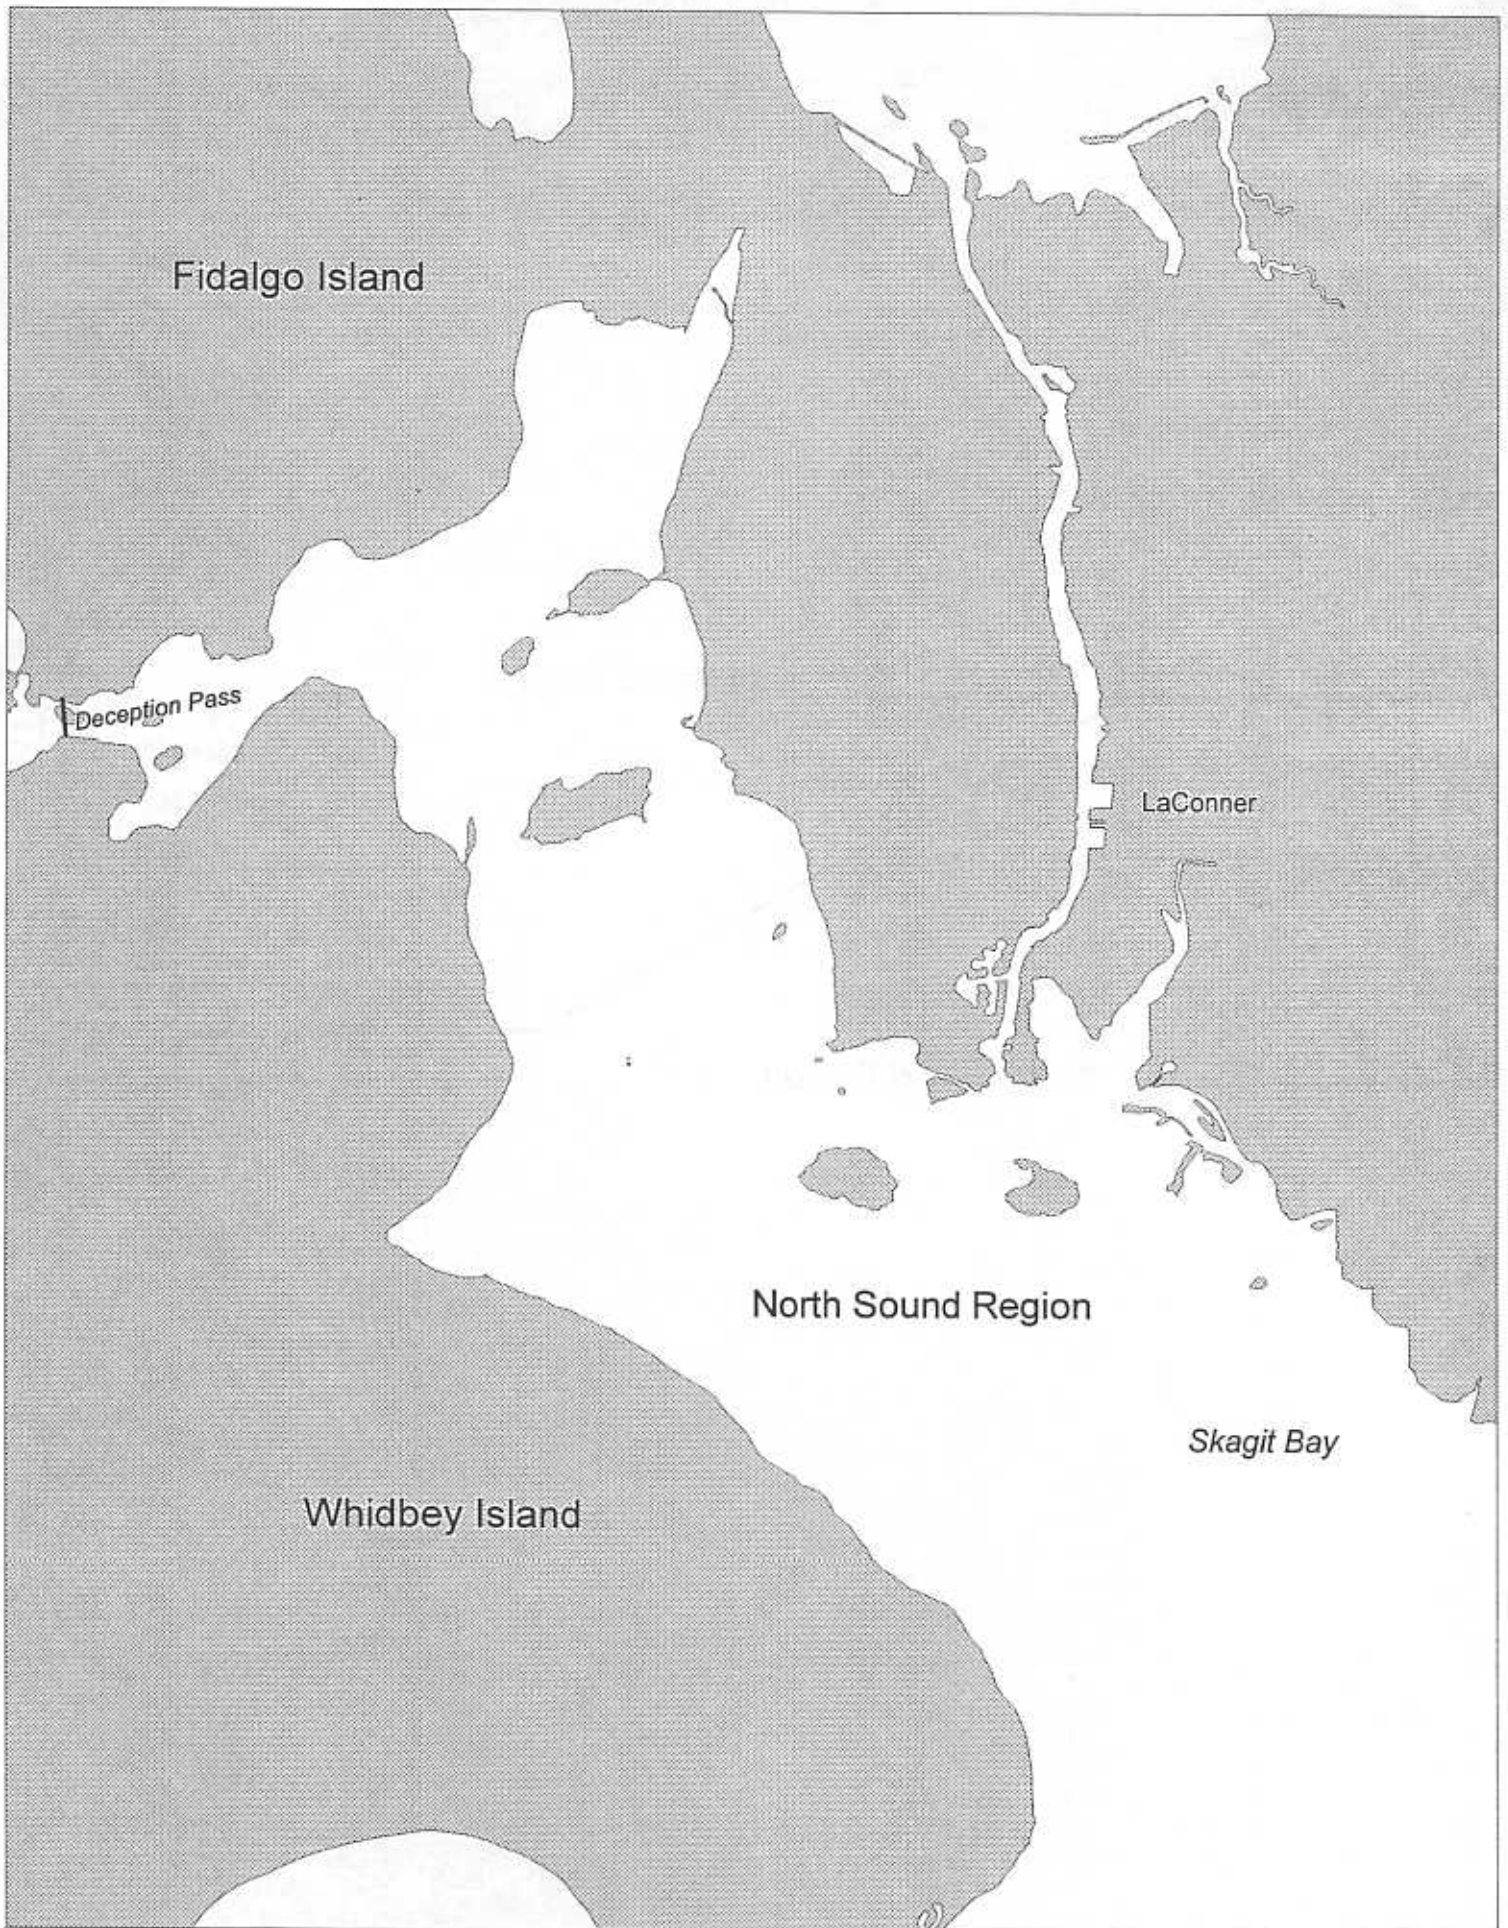 Fidalgo Island
Deception Pass
LaConner
North Sound Region
Skagit Bay
Whidbey Island